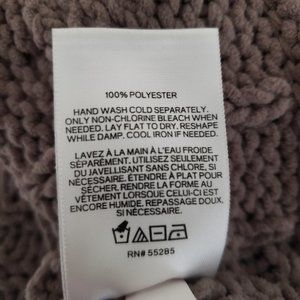 100% POLYESTER
HAND WASH COLD SEPARATELY.
ONLY NON-CHLORINE BLEACH WHEN
NEEDED. LAY FLAT TO DRY. RESHAPE
WHILE DAMP. COOL IRON IF NEEDED.
LAVEZ À LA MAIN À L'EAU FROIDE
SÉPARÉMENT. UTILISEZ SEULEMENT
DU JAVELLISANT SANS CHLORE, SI
NÉCESSAIRE. ÉTENDRE À PLAT POUR
SÉCHER. RENDRE LA FORME AU
VÊTEMENT LORSQUE CELUI-CI EST
ENCORE HUMIDE. REPASSAGE DOUX.
SI NÉCESSAIRE.
RN# 55285